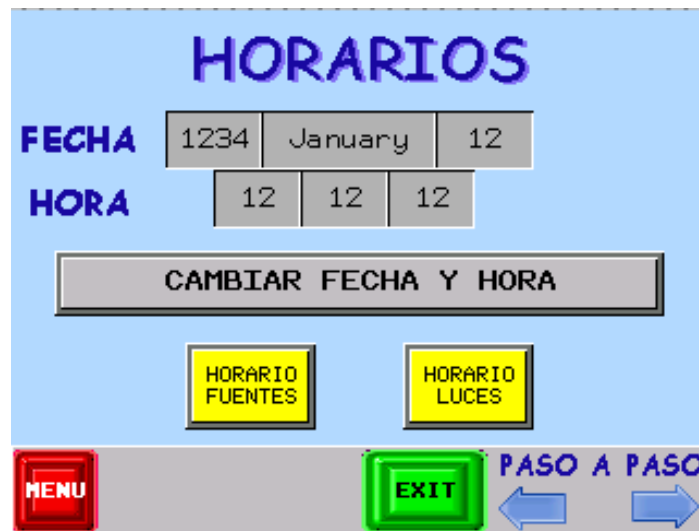 HORARIOS
FECHA 1234 January 12
HORA 12 12 12
CAMBIAR FECHA Y HORA
HORARIO
FUENTES
HORARIO
LUCES
MENU
EXIT
PASO A PASO